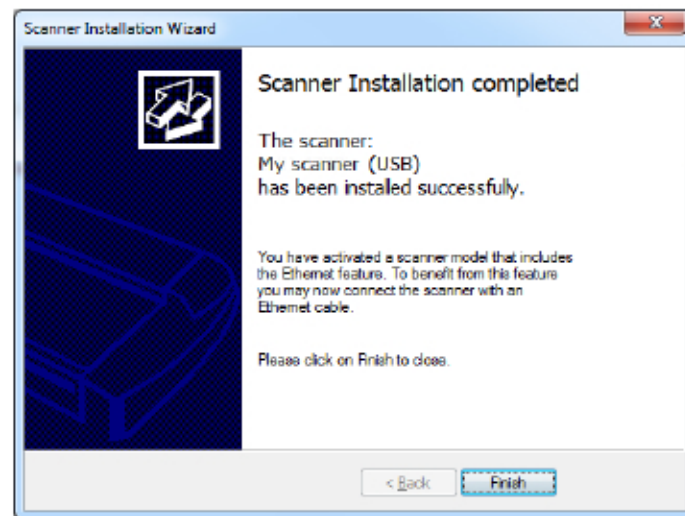 Scanner Installation Wizard
Scanner Installation completed
The scanner:
My scanner (USB)
has been instaled successfully.
You have activated a scanner model that includes
the Ethernet feature. To benefit from this feature
you may now connect the scanner with an
Ethernet cable.
Please click on Finish to close.
< Back
Finish